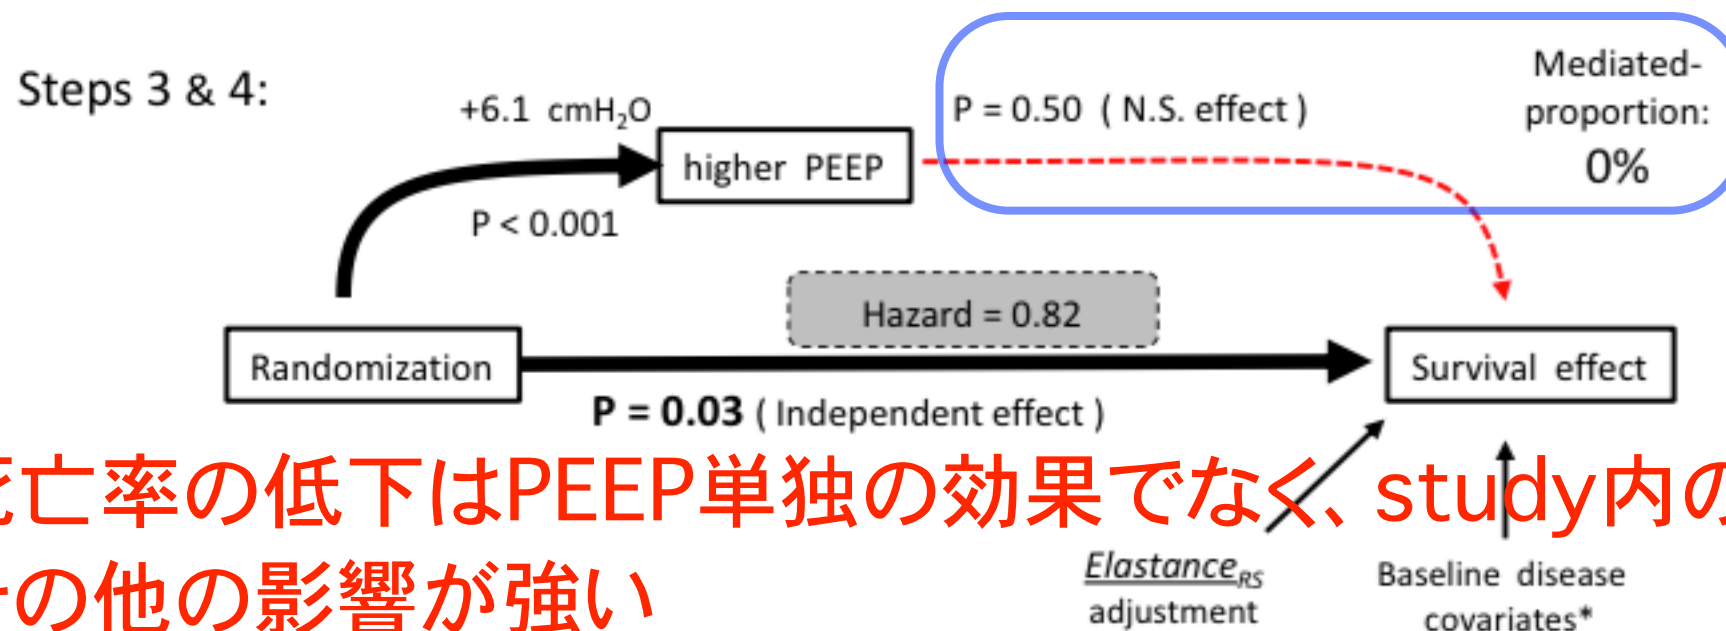 Steps 3 & 4:
+6.1 cmH₂O
higher PEEP
P < 0.001
P = 0.50 ( N.S. effect )
Mediated-
proportion:
0%
Hazard = 0.82
Randomization
Survival effect
P = 0.03 ( Independent effect )
死亡率の低下はPEEP単独の効果でなく、study内の
その他の影響が強い
Elastance_RS
adjustment
Baseline disease
covariates*